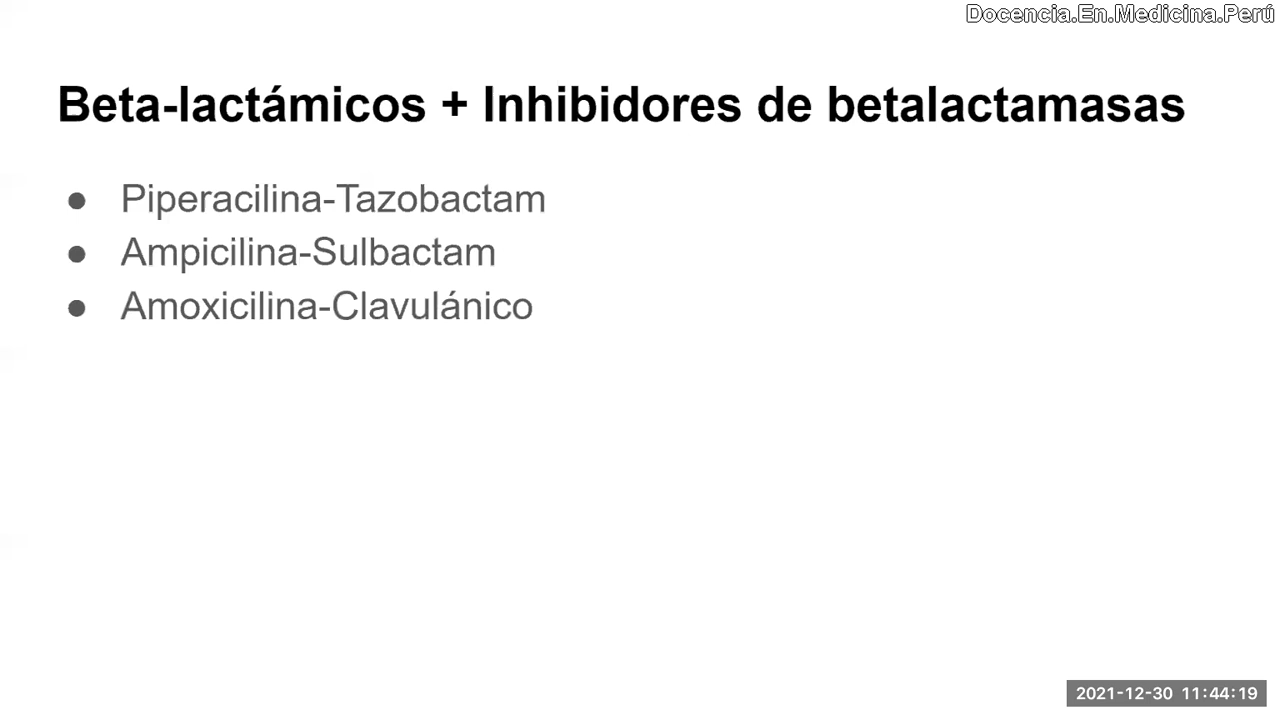 Docencia.En.Medicina.Perú
Beta-lactámicos + Inhibidores de betalactamasas
● Piperacilina-Tazobactam
● Ampicilina-Sulbactam
● Amoxicilina-Clavulánico
2021-12-30 11:44:19